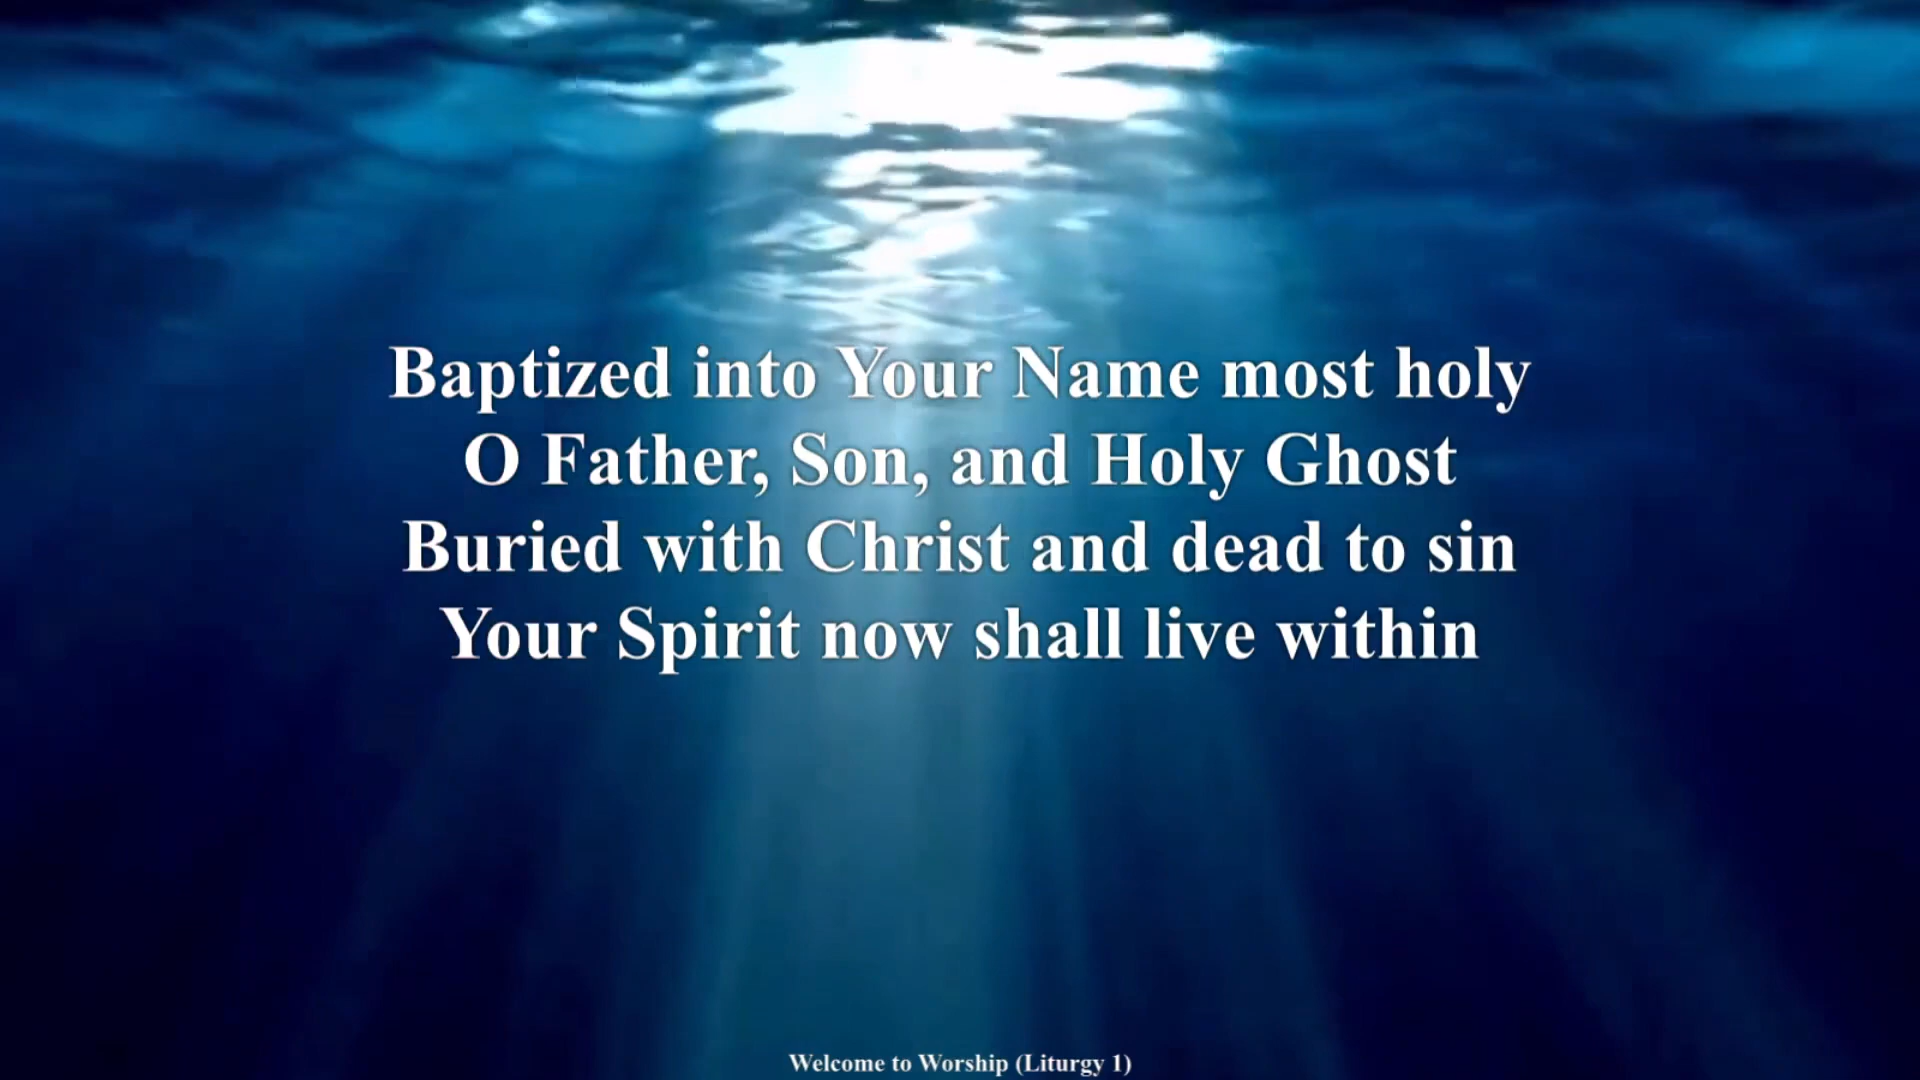 Baptized into Your Name most holy
O Father, Son, and Holy Ghost
Buried with Christ and dead to sin
Your Spirit now shall live within
Welcome to Worship (Liturgy 1)